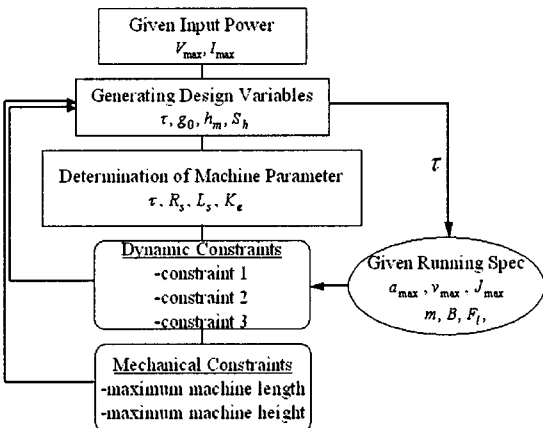 Given Input Power
V_max, I_max
Generating Design Variables
τ, g_0, h_m, S_h
Determination of Machine Parameter
τ, R_s, L_s, K_e
Dynamic Constraints
-constraint 1
-constraint 2
-constraint 3
Mechanical Constraints
-maximum machine length
-maximum machine height
τ
Given Running Spec
a_max, v_max, J_max
m, B, F_l,